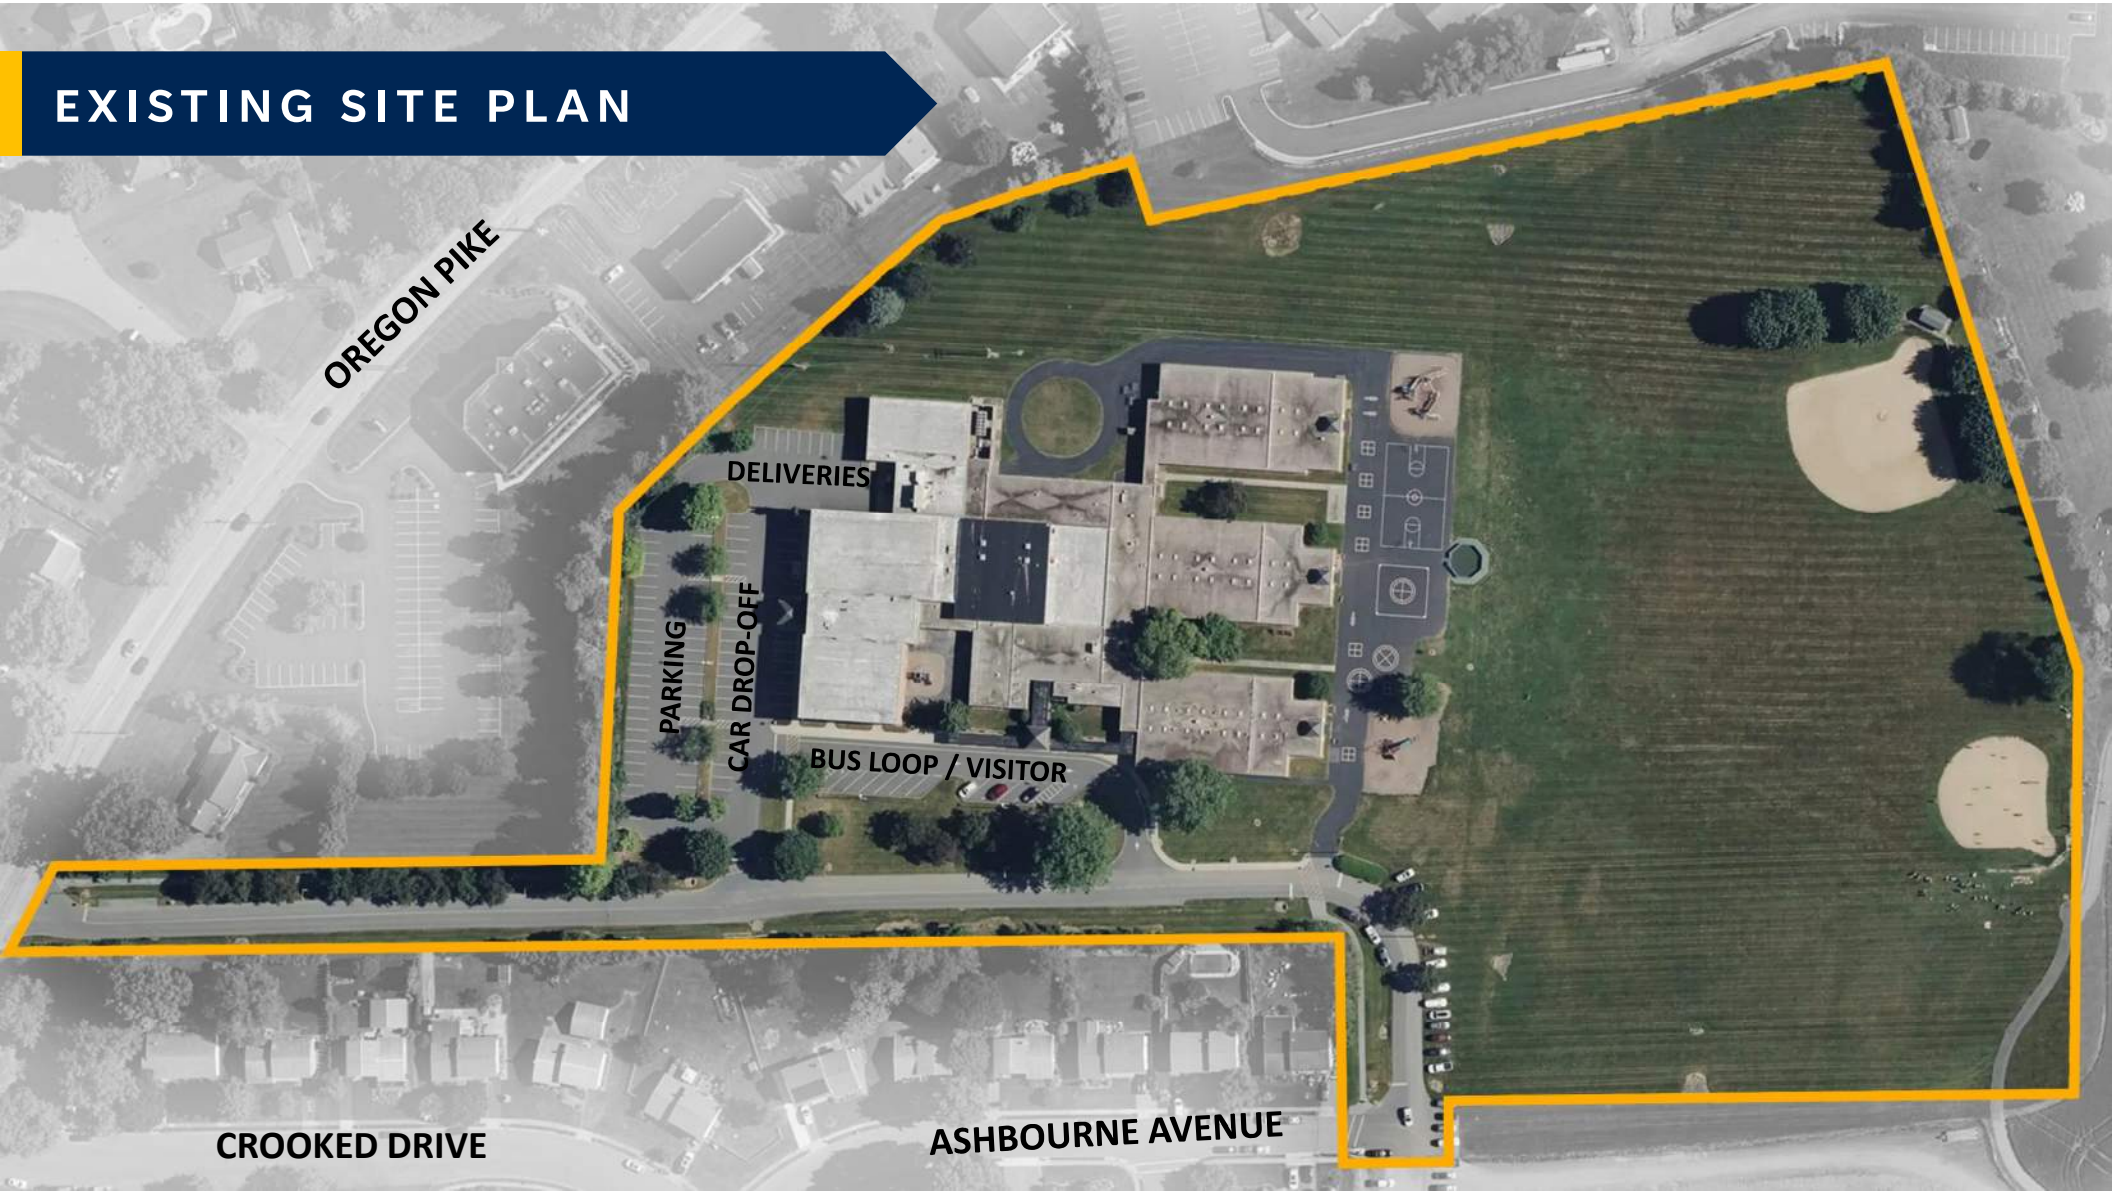 EXISTING SITE PLAN
OREGON PIKE
DELIVERIES
PARKING
CAR DROP-OFF
BUS LOOP / VISITOR
CROOKED DRIVE
ASHBOURNE AVENUE